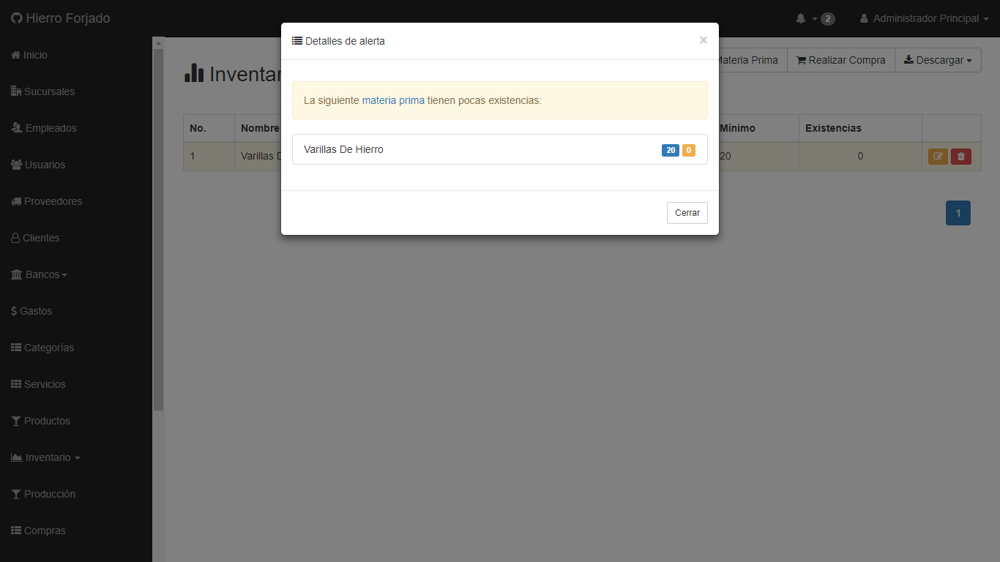 Hierro Forjado
2
Administrador Principal
Inicio
Sucursales
Empleados
Usuarios
Proveedores
Clientes
Bancos
Gastos
Categorías
Servicios
Productos
Inventario
Producción
Compras
Detalles de alerta
×
La siguiente materia prima tienen pocas existencias:
Varillas De Hierro 20 0
Cerrar
Inventar
Materia Prima Realizar Compra Descargar
No. Nombre Mínimo Existencias
1 Varillas D 20 0
1